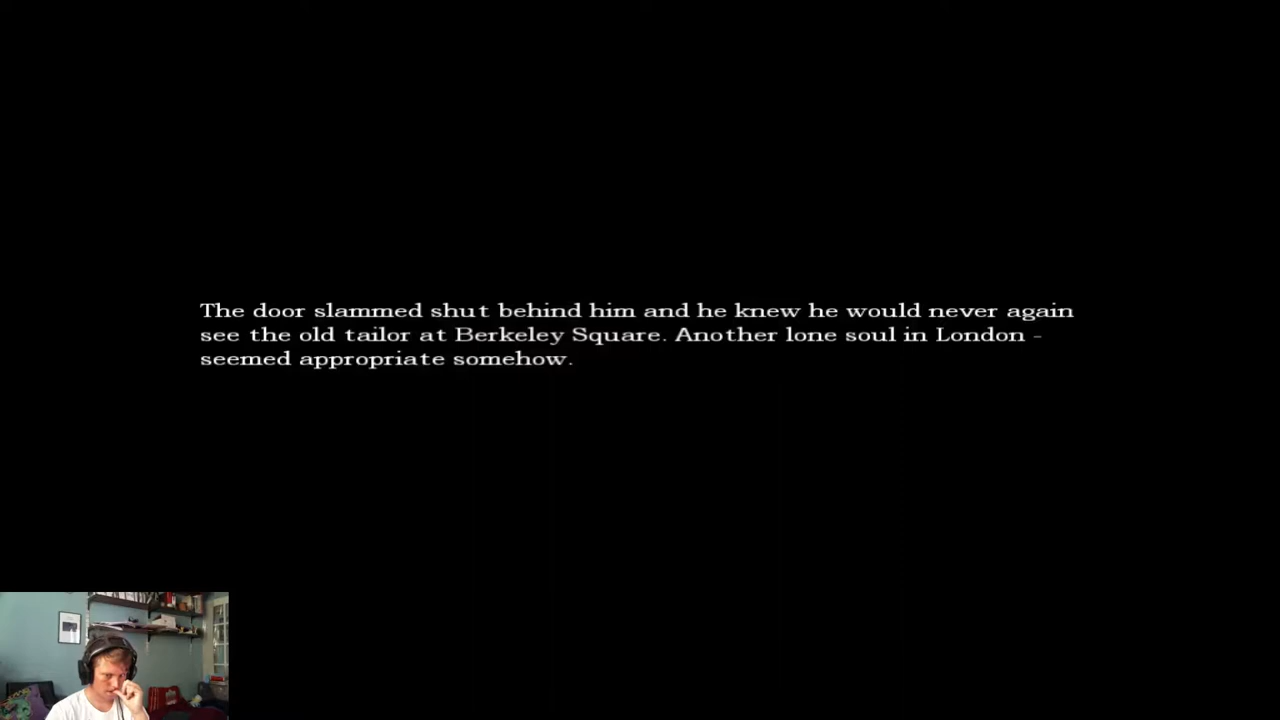 The door slammed shut behind him and he knew he would never again
see the old tailor at Berkeley Square. Another lone soul in London -
seemed appropriate somehow.